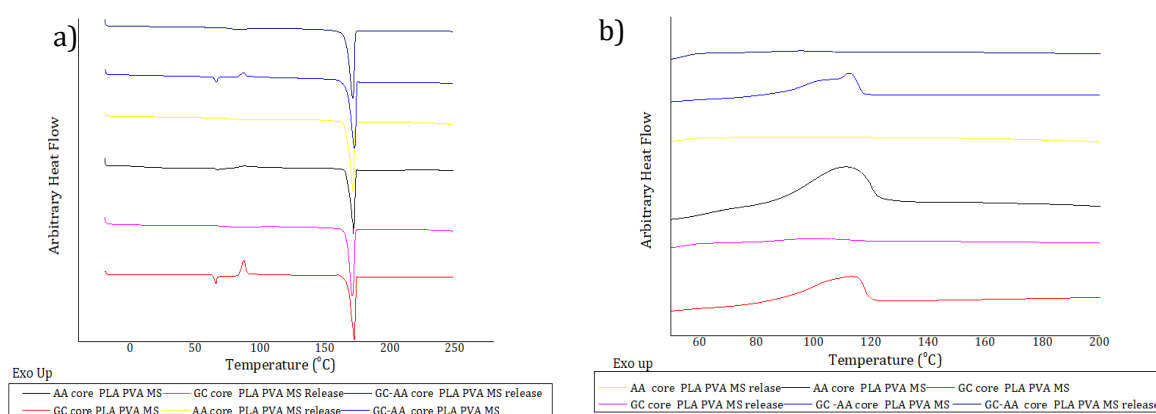 a)
Arbitrary Heat Flow
0 50 100 150 200 250
Temperature (°C)
Exo Up
AA core PLA PVA MS GC core PLA PVA MS Release GC-AA core PLA PVA MS release
GC core PLA PVA MS AA core PLA PVA MS release GC-AA core PLA PVA MS
b)
Arbitrary Heat Flow
60 80 100 120 140 160 180 200
Temperature (°C)
Exo up
AA core PLA PVA MS relase AA core PLA PVA MS GC core PLA PVA MS
GC core PLA PVA MS release GC -AA core PLA PVA MS GC-AA core PLA PVA MS release